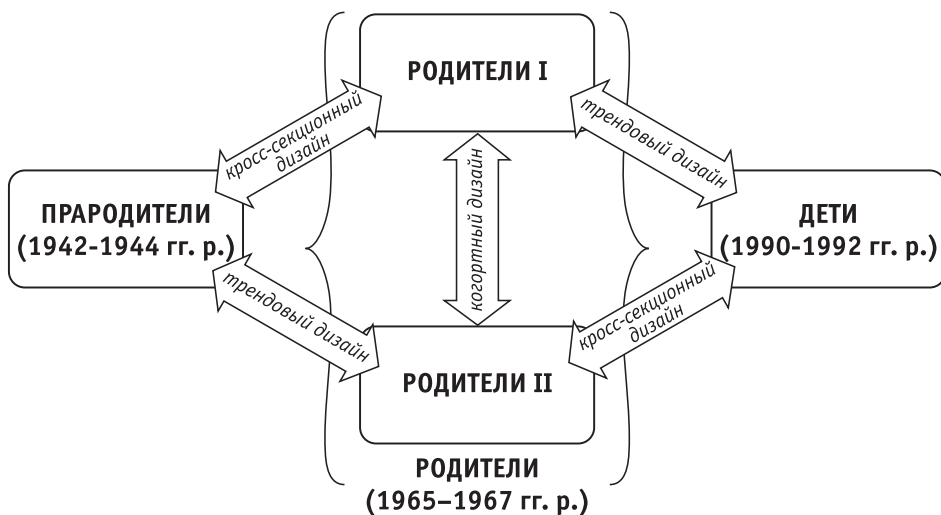 РОДИТЕЛИ I
кросс-секционный
дизайн
трендовый дизайн
ПРАРОДИТЕЛИ
(1942-1944 гг. р.)
когортный дизайн
ДЕТИ
(1990-1992 гг. р.)
трендовый дизайн
кросс-секционный
дизайн
РОДИТЕЛИ II
РОДИТЕЛИ
(1965–1967 гг. р.)